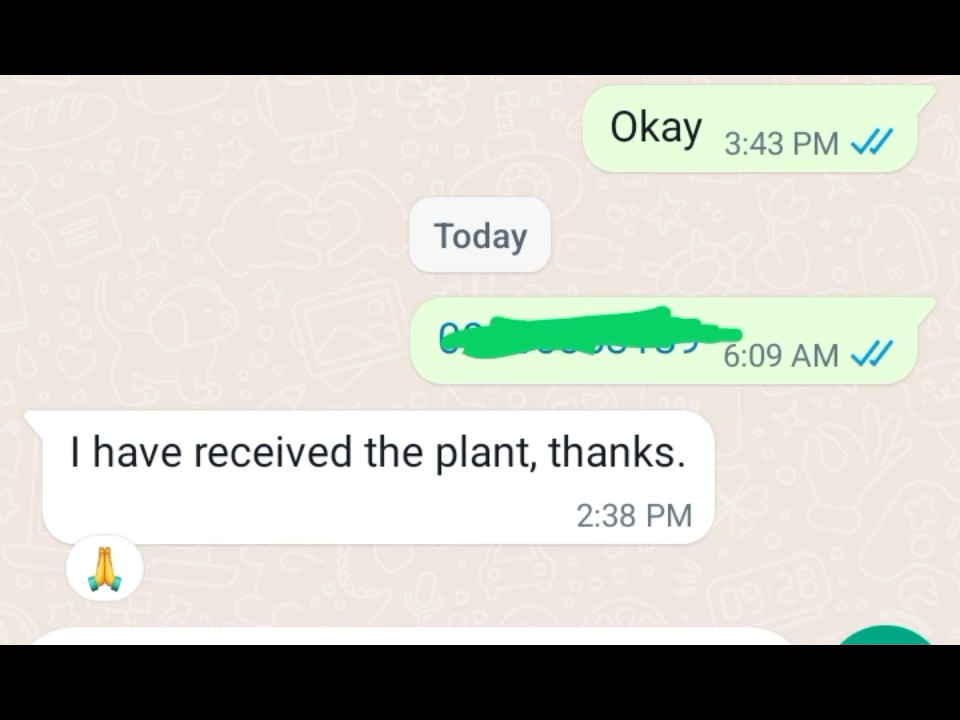 Okay 3:43 PM
Today
6:09 AM
I have received the plant, thanks.
2:38 PM